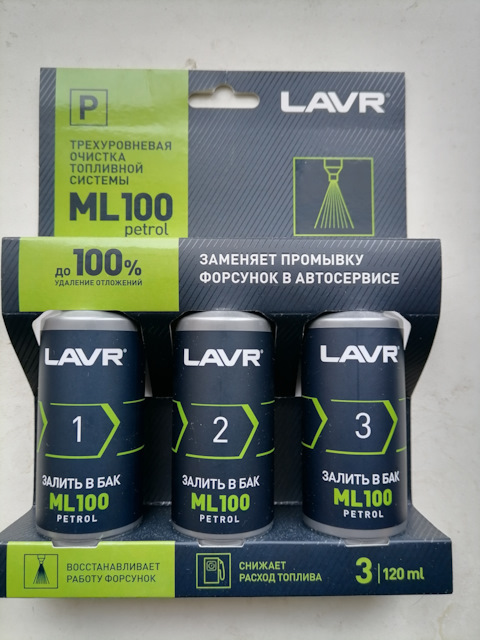 P
LAVR®
ТРЕХУРОВНЕВАЯ
ОЧИСТКА
ТОПЛИВНОЙ
СИСТЕМЫ
ML100
petrol
ДО 100%
УДАЛЕНИЕ ОТЛОЖЕНИЙ
ЗАМЕНЯЕТ ПРОМЫВКУ
ФОРСУНОК В АВТОСЕРВИСЕ
LAVR®
1
ЗАЛИТЬ В БАК
ML100
PETROL
LAVR®
2
ЗАЛИТЬ В БАК
ML100
PETROL
LAVR®
3
ЗАЛИТЬ В БАК
ML100
PETROL
ВОССТАНАВЛИВАЕТ
РАБОТУ ФОРСУНОК
СНИЖАЕТ
РАСХОД ТОПЛИВА
3 | 120 ml